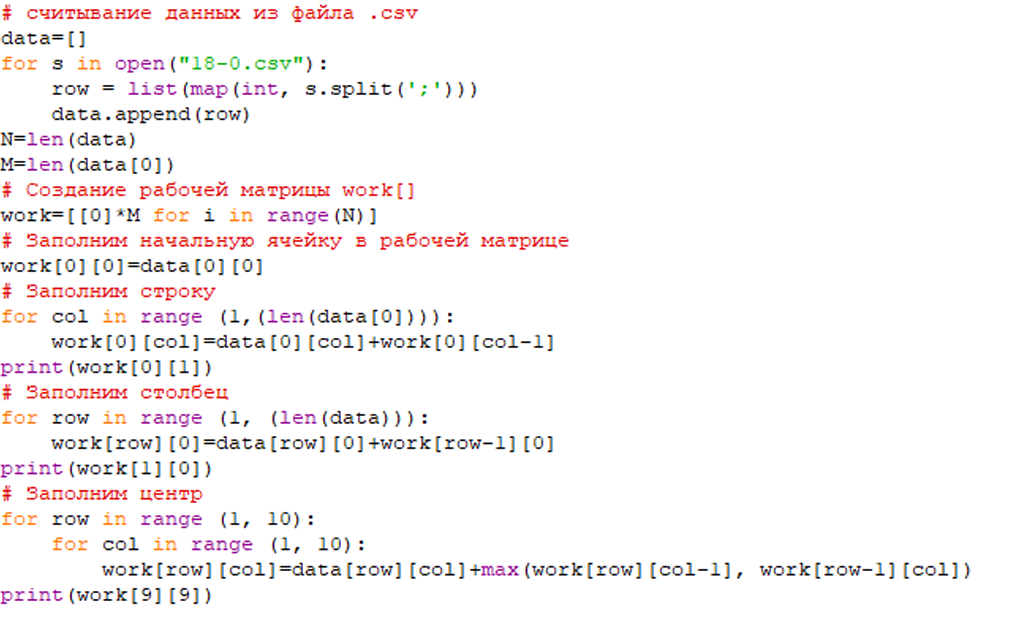 # считывание данных из файла .csv
data=[]
for s in open("18-0.csv"):
    row = list(map(int, s.split(';')))
    data.append(row)
N=len(data)
M=len(data[0])
# Создание рабочей матрицы work[]
work=[[0]*M for i in range(N)]
# Заполним начальную ячейку в рабочей матрице
work[0][0]=data[0][0]
# Заполним строку
for col in range (1,(len(data[0]))):
    work[0][col]=data[0][col]+work[0][col-1]
print(work[0][1])
# Заполним столбец
for row in range (1, (len(data))):
    work[row][0]=data[row][0]+work[row-1][0]
print(work[1][0])
# Заполним центр
for row in range (1, 10):
    for col in range (1, 10):
        work[row][col]=data[row][col]+max(work[row][col-1], work[row-1][col])
print(work[9][9])